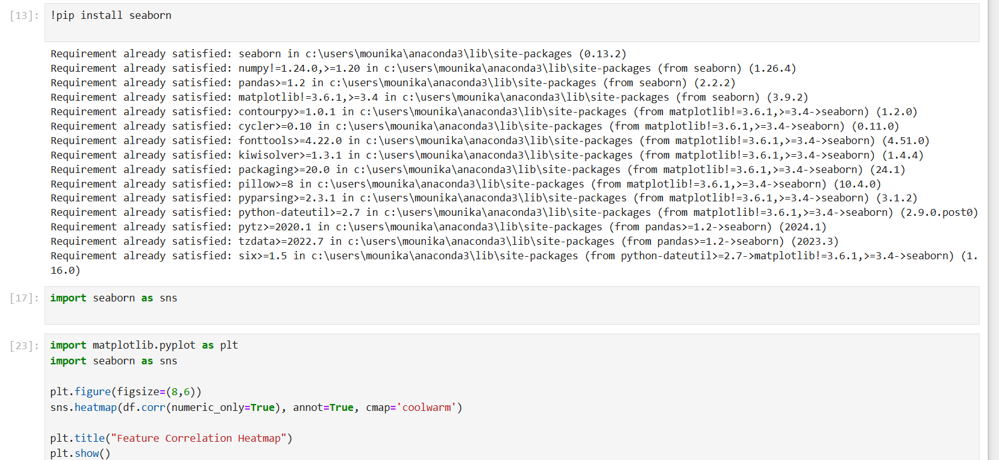 [13]: !pip install seaborn
Requirement already satisfied: seaborn in c:\users\mounika\anaconda3\lib\site-packages (0.13.2)
Requirement already satisfied: numpy!=1.24.0,>=1.20 in c:\users\mounika\anaconda3\lib\site-packages (from seaborn) (1.26.4)
Requirement already satisfied: pandas>=1.2 in c:\users\mounika\anaconda3\lib\site-packages (from seaborn) (2.2.2)
Requirement already satisfied: matplotlib!=3.6.1,>=3.4 in c:\users\mounika\anaconda3\lib\site-packages (from seaborn) (3.9.2)
Requirement already satisfied: contourpy>=1.0.1 in c:\users\mounika\anaconda3\lib\site-packages (from matplotlib!=3.6.1,>=3.4->seaborn) (1.2.0)
Requirement already satisfied: cycler>=0.10 in c:\users\mounika\anaconda3\lib\site-packages (from matplotlib!=3.6.1,>=3.4->seaborn) (0.11.0)
Requirement already satisfied: fonttools>=4.22.0 in c:\users\mounika\anaconda3\lib\site-packages (from matplotlib!=3.6.1,>=3.4->seaborn) (4.51.0)
Requirement already satisfied: kiwisolver>=1.3.1 in c:\users\mounika\anaconda3\lib\site-packages (from matplotlib!=3.6.1,>=3.4->seaborn) (1.4.4)
Requirement already satisfied: packaging>=20.0 in c:\users\mounika\anaconda3\lib\site-packages (from matplotlib!=3.6.1,>=3.4->seaborn) (24.1)
Requirement already satisfied: pillow>=8 in c:\users\mounika\anaconda3\lib\site-packages (from matplotlib!=3.6.1,>=3.4->seaborn) (10.4.0)
Requirement already satisfied: pyparsing>=2.3.1 in c:\users\mounika\anaconda3\lib\site-packages (from matplotlib!=3.6.1,>=3.4->seaborn) (3.1.2)
Requirement already satisfied: python-dateutil>=2.7 in c:\users\mounika\anaconda3\lib\site-packages (from matplotlib!=3.6.1,>=3.4->seaborn) (2.9.0.post0)
Requirement already satisfied: pytz>=2020.1 in c:\users\mounika\anaconda3\lib\site-packages (from pandas>=1.2->seaborn) (2024.1)
Requirement already satisfied: tzdata>=2022.7 in c:\users\mounika\anaconda3\lib\site-packages (from pandas>=1.2->seaborn) (2023.3)
Requirement already satisfied: six>=1.5 in c:\users\mounika\anaconda3\lib\site-packages (from python-dateutil>=2.7->matplotlib!=3.6.1,>=3.4->seaborn) (1.
16.0)
[17]: import seaborn as sns
[23]: import matplotlib.pyplot as plt
import seaborn as sns
plt.figure(figsize=(8,6))
sns.heatmap(df.corr(numeric_only=True), annot=True, cmap='coolwarm')
plt.title("Feature Correlation Heatmap")
plt.show()